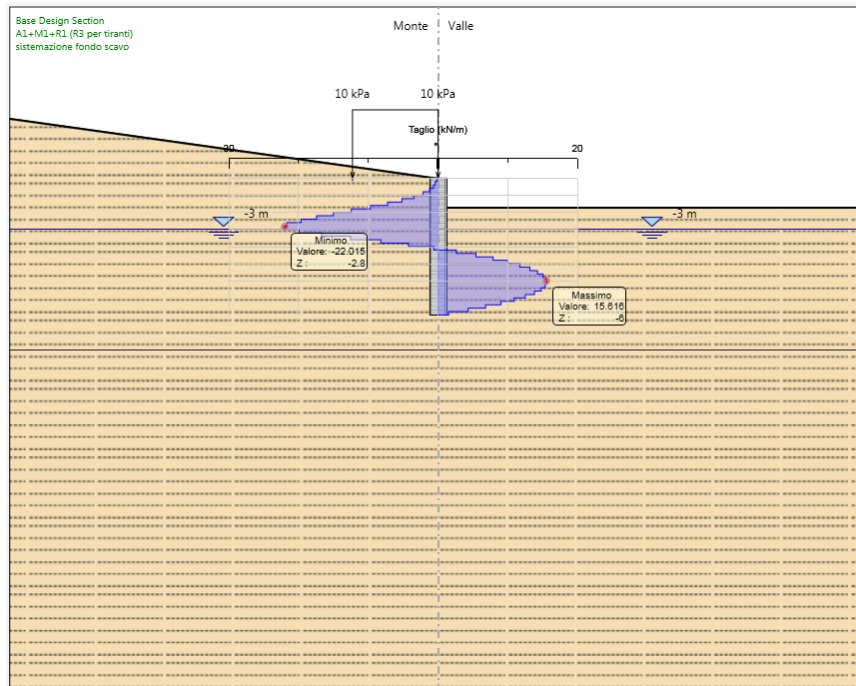 Base Design Section
A1+M1+R1 (R3 per tiranti)
sistemazione fondo scavo
Monte
Valle
10 kPa
10 kPa
Taglio (kN/m)
20
-3 m
-3 m
Minimo
Valore: -22.015
Z : -2.8
Massimo
Valore: 15.616
Z : -6